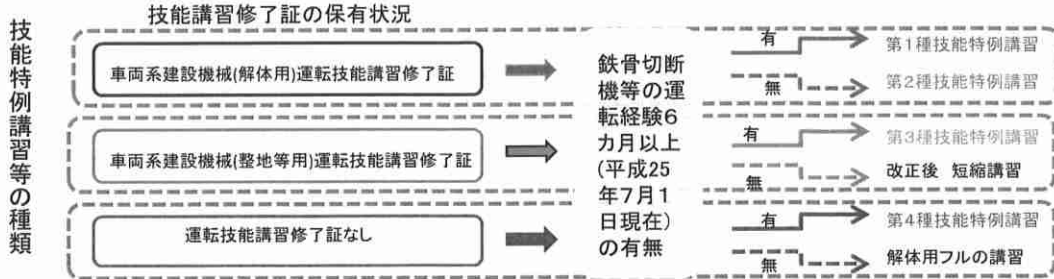 技能講習修了証の保有状況
技能特例講習等の種類
車両系建設機械(解体用)運転技能講習修了証
車両系建設機械(整地等用)運転技能講習修了証
運転技能講習修了証なし
鉄骨切断
機等の運
転経験6
カ月以上
(平成25
年7月1
日現在)
の有無
有
第1種技能特例講習
無
第2種技能特例講習
有
第3種技能特例講習
無
改正後 短縮講習
有
第4種技能特例講習
無
解体用フルの講習